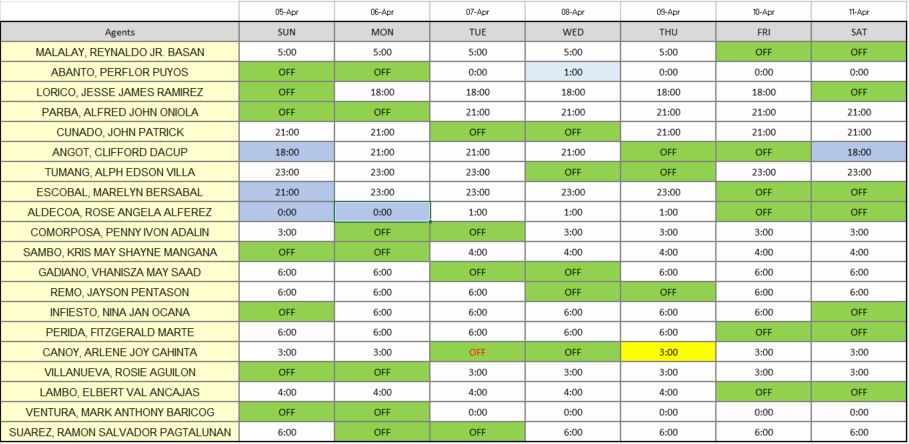 05-Apr 06-Apr 07-Apr 08-Apr 09-Apr 10-Apr 11-Apr
Agents SUN MON TUE WED THU FRI SAT
MALALAY, REYNALDO JR. BASAN 5:00 5:00 5:00 5:00 5:00 OFF OFF
ABANTO, PERFLOR PUYOS OFF OFF 0:00 1:00 0:00 0:00 0:00
LORICO, JESSE JAMES RAMIREZ OFF 18:00 18:00 18:00 18:00 18:00 OFF
PARBA, ALFRED JOHN ONIOLA OFF OFF 21:00 21:00 21:00 21:00 21:00
CUNADO, JOHN PATRICK 21:00 21:00 OFF OFF 21:00 21:00 21:00
ANGOT, CLIFFORD DACUP 18:00 21:00 21:00 21:00 OFF OFF 18:00
TUMANG, ALPH EDSON VILLA 23:00 23:00 23:00 OFF OFF 23:00 23:00
ESCOBAL, MARELYN BERSABAL 21:00 23:00 23:00 23:00 23:00 OFF OFF
ALDECOA, ROSE ANGELA ALFEREZ 0:00 0:00 1:00 1:00 1:00 OFF OFF
COMORPOSA, PENNY IVON ADALIN 3:00 OFF OFF 3:00 3:00 3:00 3:00
SAMBO, KRIS MAY SHAYNE MANGANA OFF OFF 4:00 4:00 4:00 4:00 4:00
GADIANO, VHANISZA MAY SAAD 6:00 6:00 OFF OFF 6:00 6:00 6:00
REMO, JAYSON PENTASON 6:00 6:00 6:00 OFF OFF 6:00 6:00
INFIESTO, NINA JAN OCANA OFF 6:00 6:00 6:00 6:00 6:00 OFF
PERIDA, FITZGERALD MARTE 6:00 6:00 6:00 6:00 6:00 OFF OFF
CANOY, ARLENE JOY CAHINTA 3:00 3:00 OFF OFF 3:00 3:00 3:00
VILLANUEVA, ROSIE AGUILON OFF OFF 3:00 3:00 3:00 3:00 3:00
LAMBO, ELBERT VAL ANCAJAS 4:00 4:00 4:00 4:00 4:00 OFF OFF
VENTURA, MARK ANTHONY BARICOG OFF OFF 0:00 0:00 0:00 0:00 0:00
SUAREZ, RAMON SALVADOR PAGTALUNAN 6:00 OFF OFF 6:00 6:00 6:00 6:00